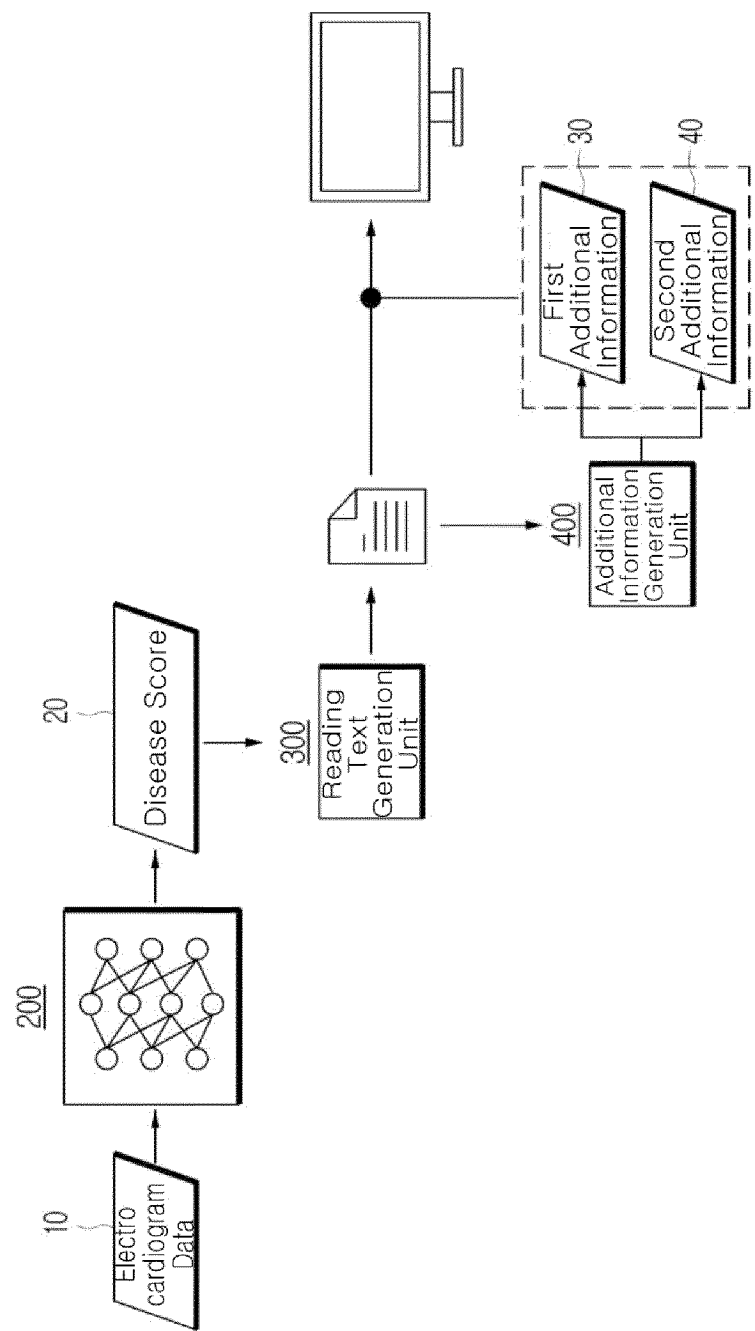 10
Electro
cardiogram
Data
200
20
Disease Score
300
Reading
Text
Generation
Unit
400
Additional
Information
Generation
Unit
First
Additional
Information
30
Second
Additional
Information
40